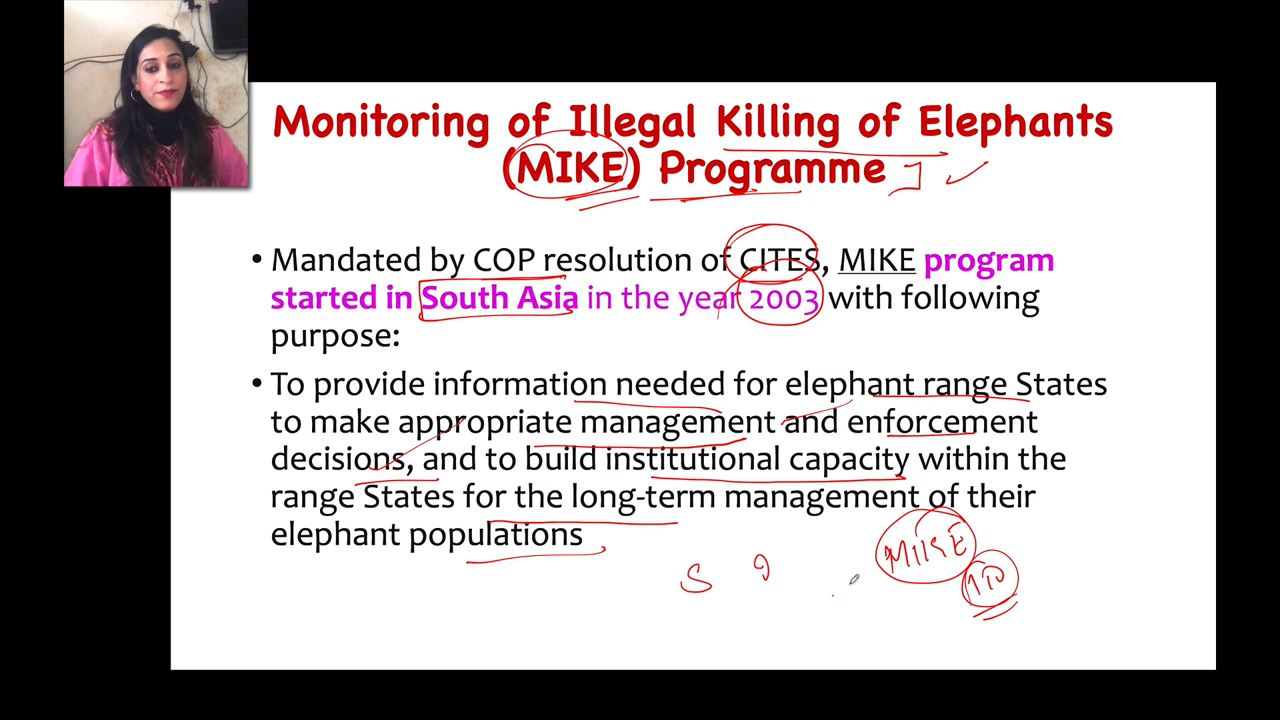 Monitoring of Illegal Killing of Elephants
(MIKE) Programme
• Mandated by COP resolution of CITES, MIKE program
started in South Asia in the year 2003 with following
purpose:
• To provide information needed for elephant range States
to make appropriate management and enforcement
decisions, and to build institutional capacity within the
range States for the long-term management of their
elephant populations
MIKE
S